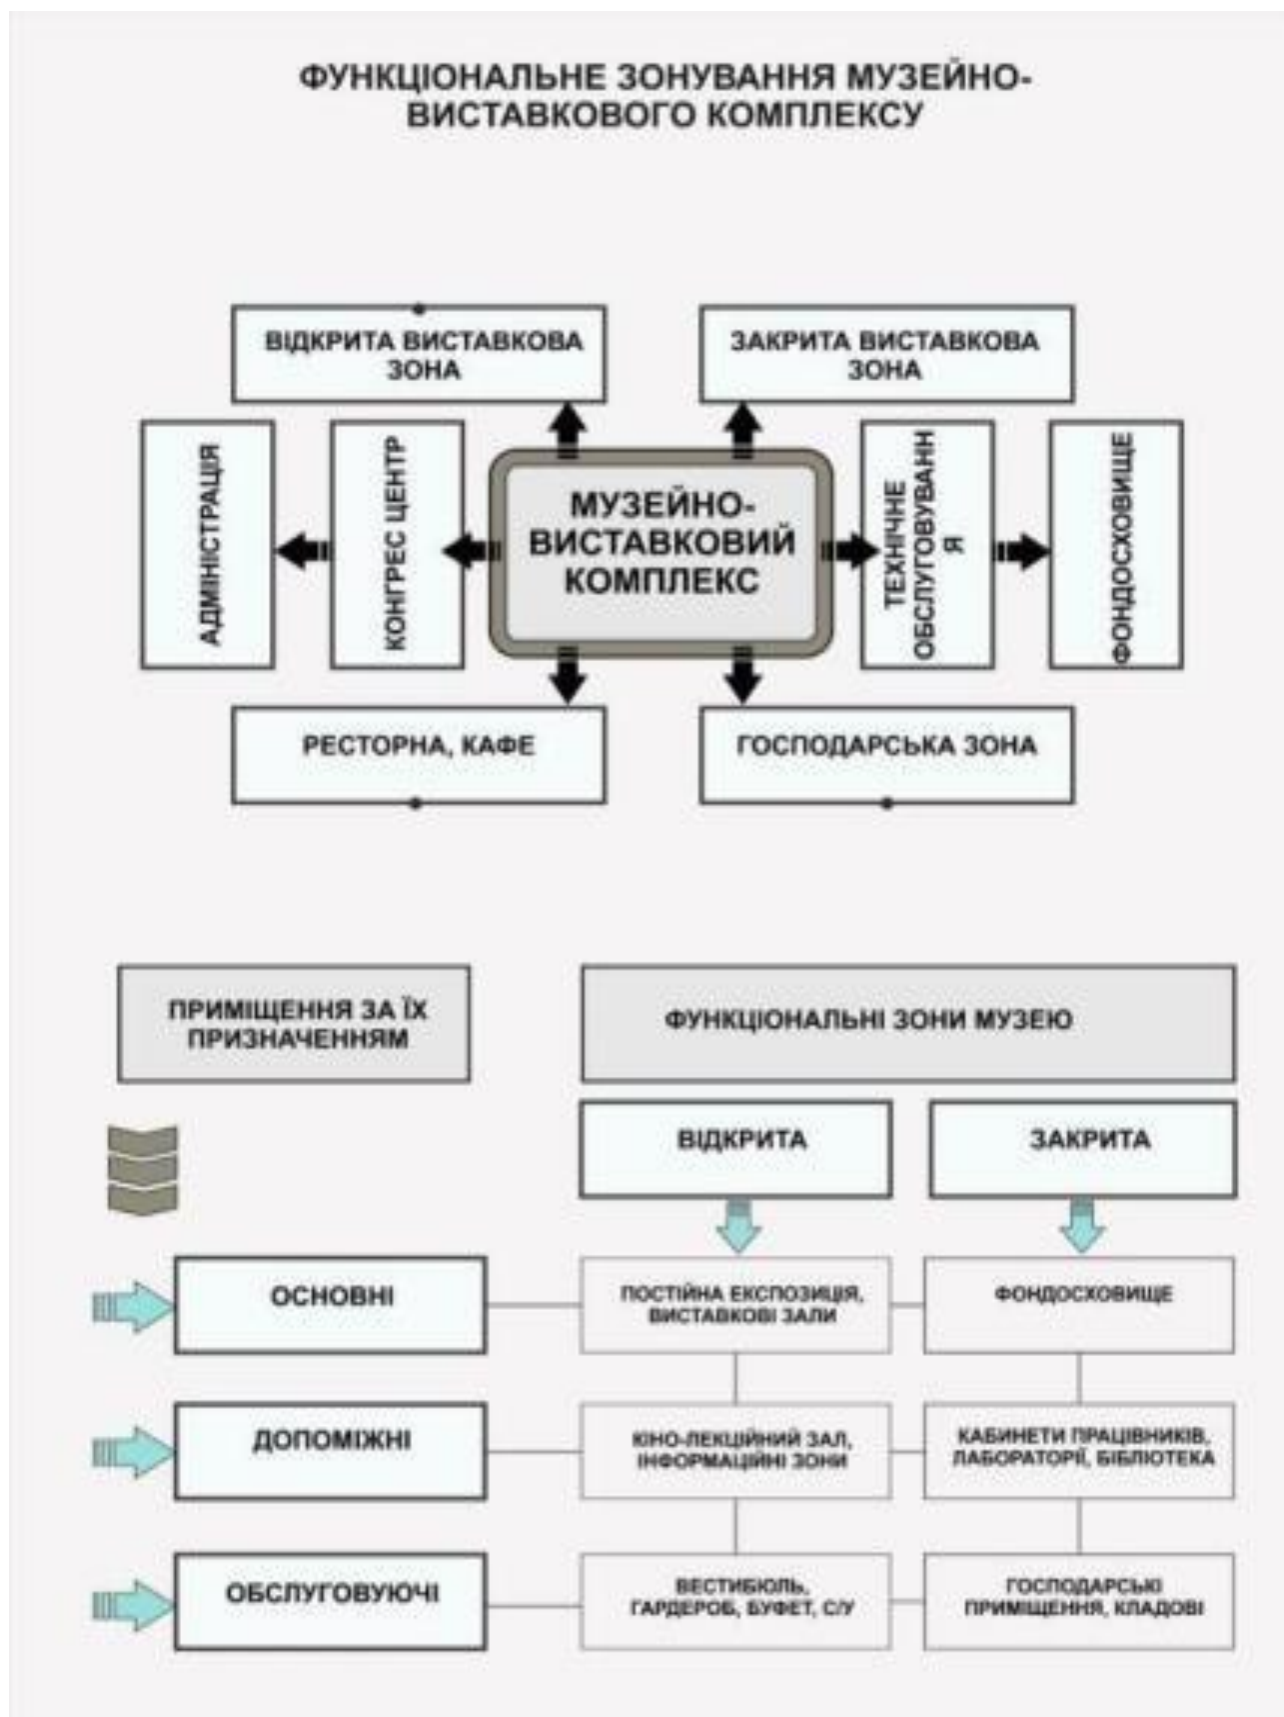 ФУНКЦІОНАЛЬНЕ ЗОНУВАННЯ МУЗЕЙНО-
ВИСТАВКОВОГО КОМПЛЕКСУ
ВІДКРИТА ВИСТАВКОВА
ЗОНА
ЗАКРИТА ВИСТАВКОВА
ЗОНА
АДМІНІСТРАЦІЯ
КОНГРЕС ЦЕНТР
МУЗЕЙНО-
ВИСТАВКОВИЙ
КОМПЛЕКС
ТЕХНІЧНЕ
ОБСЛУГОВУВАНН
Я
ФОНДОСХОВИЩЕ
РЕСТОРНА, КАФЕ
ГОСПОДАРСЬКА ЗОНА
ПРИМІЩЕННЯ ЗА ЇХ
ПРИЗНАЧЕННЯМ
ФУНКЦІОНАЛЬНІ ЗОНИ МУЗЕЮ
ВІДКРИТА
ЗАКРИТА
ОСНОВНІ
ПОСТІЙНА ЕКСПОЗИЦІЯ,
ВИСТАВКОВІ ЗАЛИ
ФОНДОСХОВИЩЕ
ДОПОМІЖНІ
КІНО-ЛЕКЦІЙНИЙ ЗАЛ,
ІНФОРМАЦІЙНІ ЗОНИ
КАБИНЕТИ ПРАЦІВНИКІВ,
ЛАБОРАТОРІЇ, БІБЛІОТЕКА
ОБСЛУГОВУЮЧІ
ВЕСТИБЮЛЬ,
ГАРДЕРОБ, БУФЕТ, С/У
ГОСПОДАРСЬКІ
ПРИМІЩЕННЯ, КЛАДОВІ